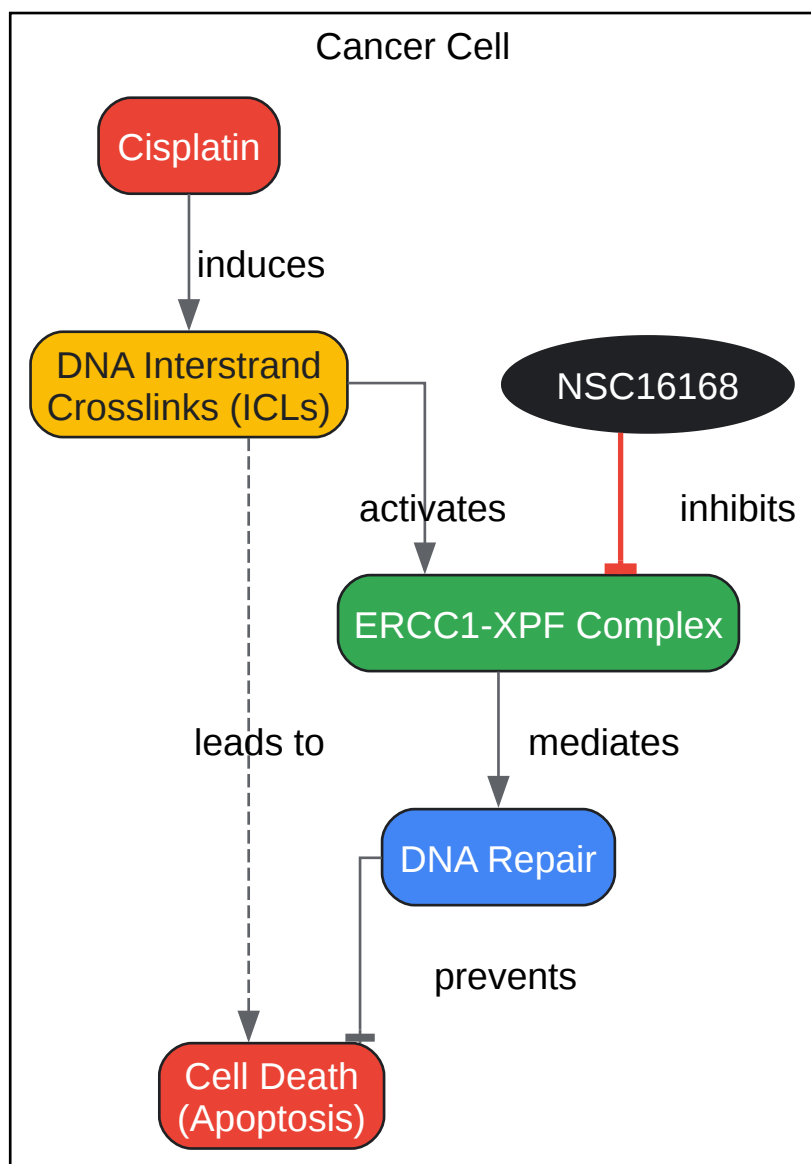 Cancer Cell
Cisplatin
induces
DNA Interstrand
Crosslinks (ICLs)
NSC16168
activates
inhibits
ERCC1-XPF Complex
leads to
mediates
DNA Repair
prevents
Cell Death
(Apoptosis)